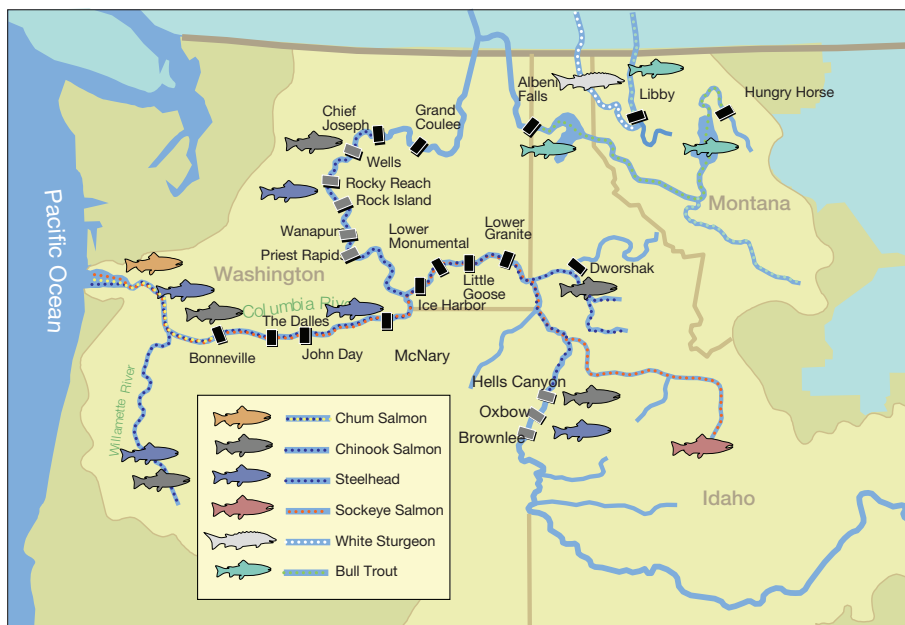 Albeni
Falls
Libby
Hungry Horse
Chief
Joseph
Grand
Coulee
Wells
Rocky Reach
Rock Island
Wanapur
Priest Rapid
Lower
Monumental
Lower
Granite
Montana
Pacific Ocean
Washington
Columbia River
Little
Goose
Ice Harbor
Dworshak
The Dalles
Bonneville
John Day
McNary
Willamette River
Hells Canyon
Oxbow
Brownlee
Idaho
Chum Salmon
Chinook Salmon
Steelhead
Sockeye Salmon
White Sturgeon
Bull Trout